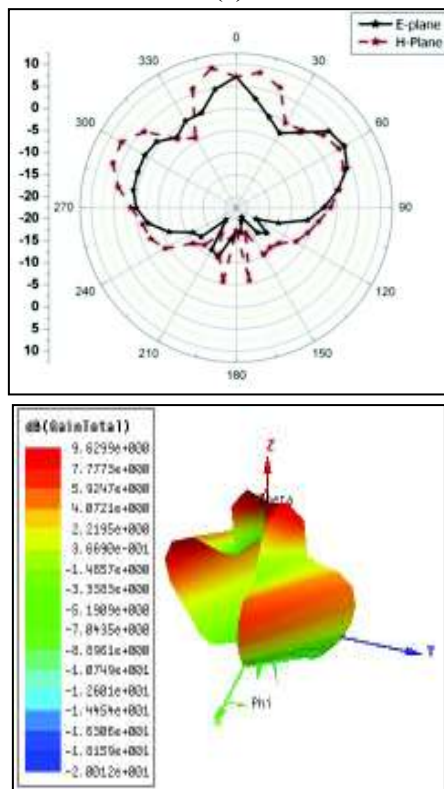 0
E-plane
H-Plane
10
330
30
5
0
300
60
-5
-10
-15
-20
270
90
-20
-15
-10
240
120
-5
0
5
210
150
10
180
dB(GainTotal)
9.6299e+000
7.7773e+000
5.9247e+000
4.0721e+000
2.2195e+000
3.6690e-001
-1.4857e+000
-3.3383e+000
-5.1909e+000
-7.0435e+000
-8.8961e+000
-1.0749e+001
-1.2601e+001
-1.4454e+001
-1.6306e+001
-1.8159e+001
-2.0012e+001
Z
Y
Phi